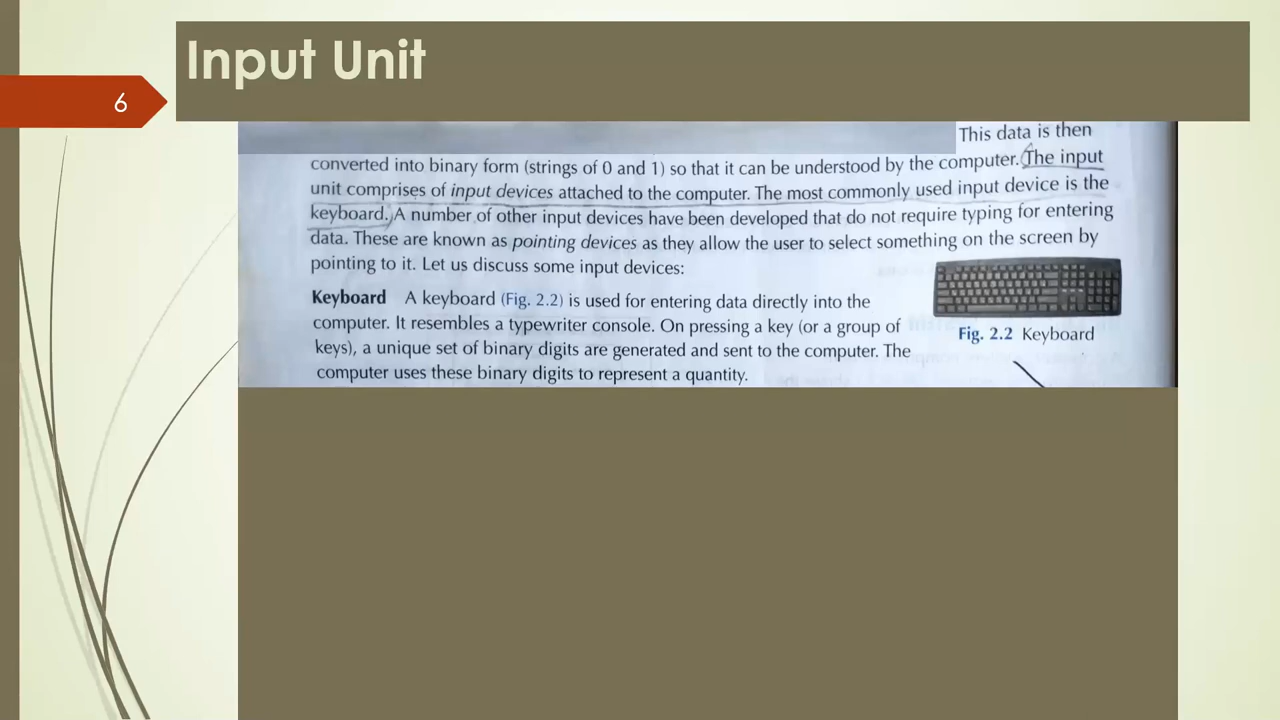 Input Unit
6
This data is then
converted into binary form (strings of 0 and 1) so that it can be understood by the computer. The input
unit comprises of input devices attached to the computer. The most commonly used input device is the
keyboard. A number of other input devices have been developed that do not require typing for entering
data. These are known as pointing devices as they allow the user to select something on the screen by
pointing to it. Let us discuss some input devices:
Keyboard A keyboard (Fig. 2.2) is used for entering data directly into the
computer. It resembles a typewriter console. On pressing a key (or a group of
keys), a unique set of binary digits are generated and sent to the computer. The
computer uses these binary digits to represent a quantity.
Fig. 2.2 Keyboard